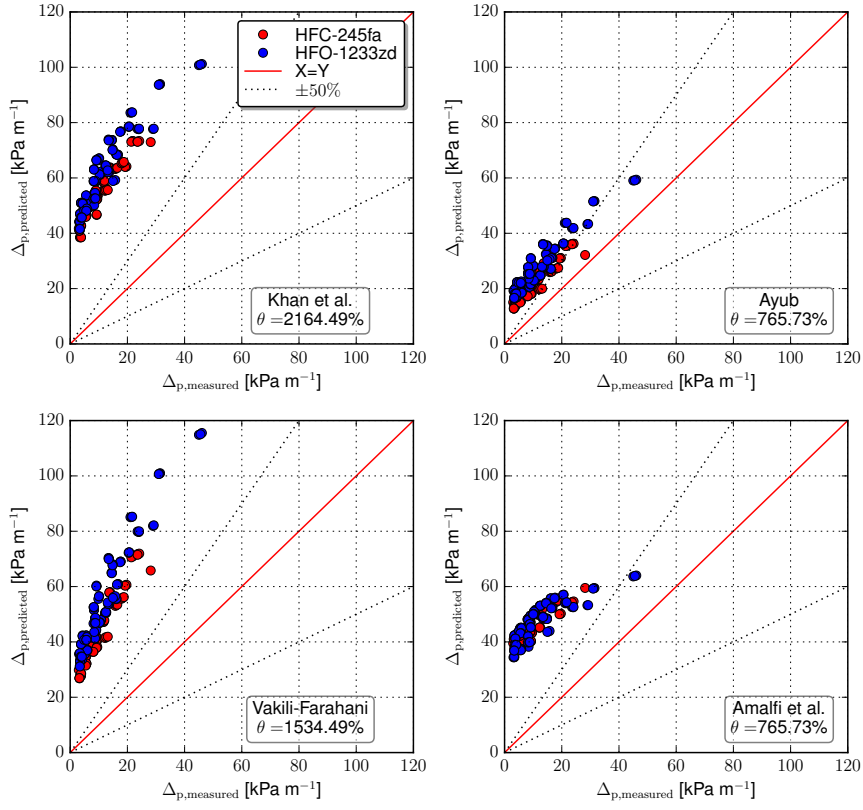 120
100
80
60
40
20
0
Δp,predicted [kPa m−1]
HFC-245fa
HFO-1233zd
X=Y
±50%
Khan et al.
θ =2164.49%
0 20 40 60 80 100 120
Δp,measured [kPa m−1]
120
100
80
60
40
20
0
Δp,predicted [kPa m−1]
Ayub
θ =765.73%
0 20 40 60 80 100 120
Δp,measured [kPa m−1]
120
100
80
60
40
20
0
Δp,predicted [kPa m−1]
Vakili-Farahani
θ =1534.49%
0 20 40 60 80 100 120
Δp,measured [kPa m−1]
120
100
80
60
40
20
0
Δp,predicted [kPa m−1]
Amalfi et al.
θ =765.73%
0 20 40 60 80 100 120
Δp,measured [kPa m−1]